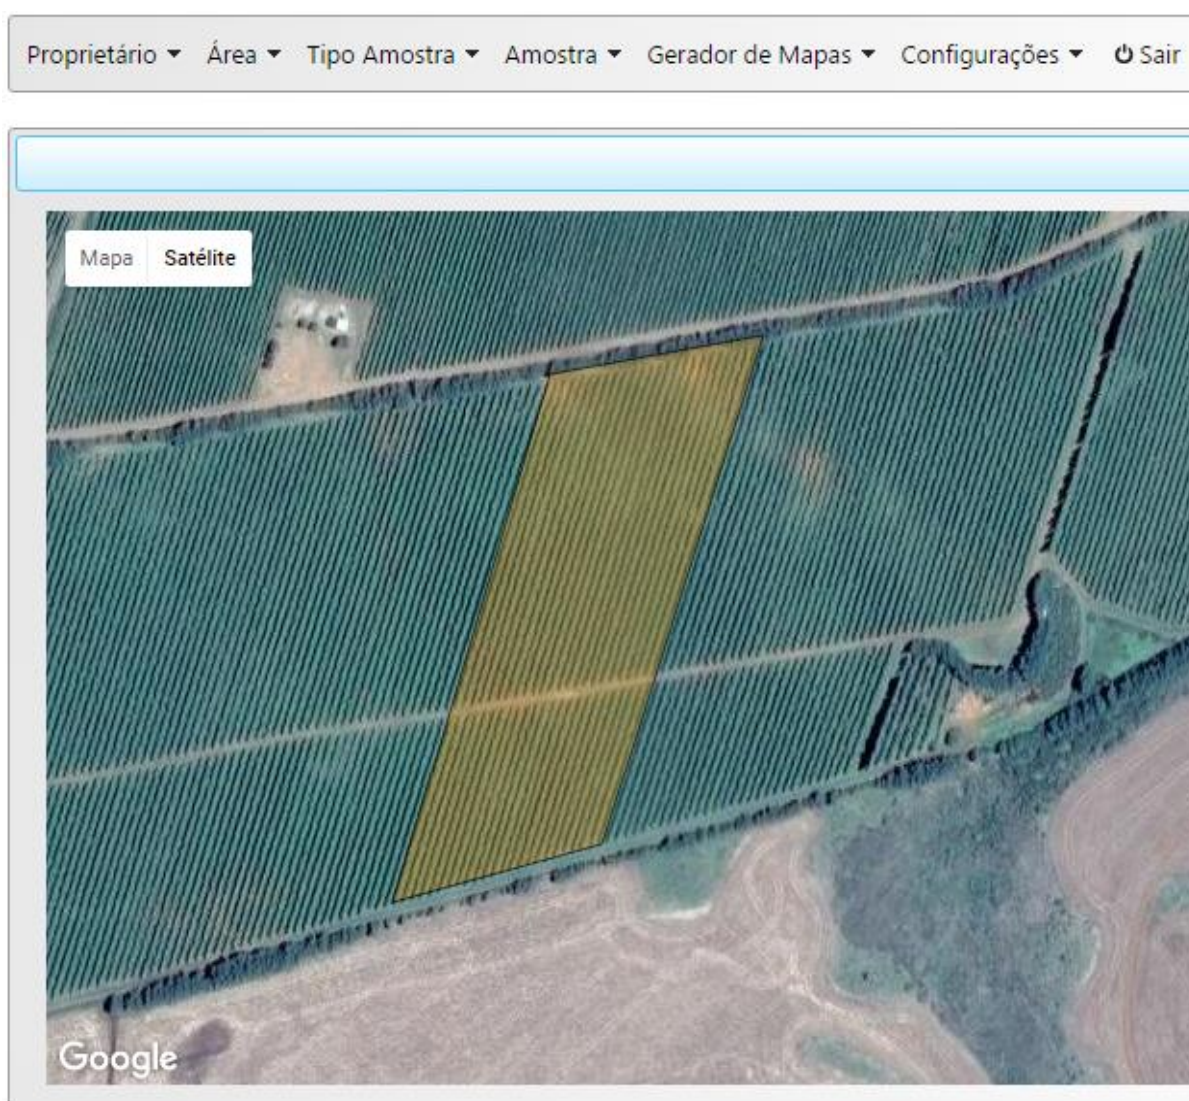 Proprietário Área Tipo Amostra Amostra Gerador de Mapas Configurações Sair
Mapa Satélite
Google